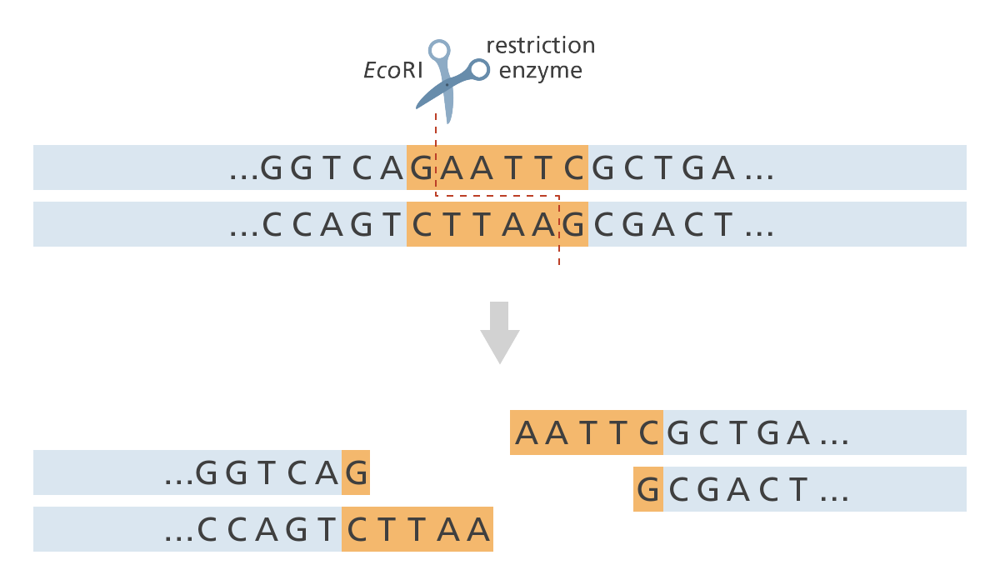 restriction
EcoRI enzyme
...GGTCAGAATTCGCTGA...
...CCAGTCTTAAGCGACT...
AATTCGCTGA...
...GGTCAG
GCGACT...
...CCAGTCTTAA